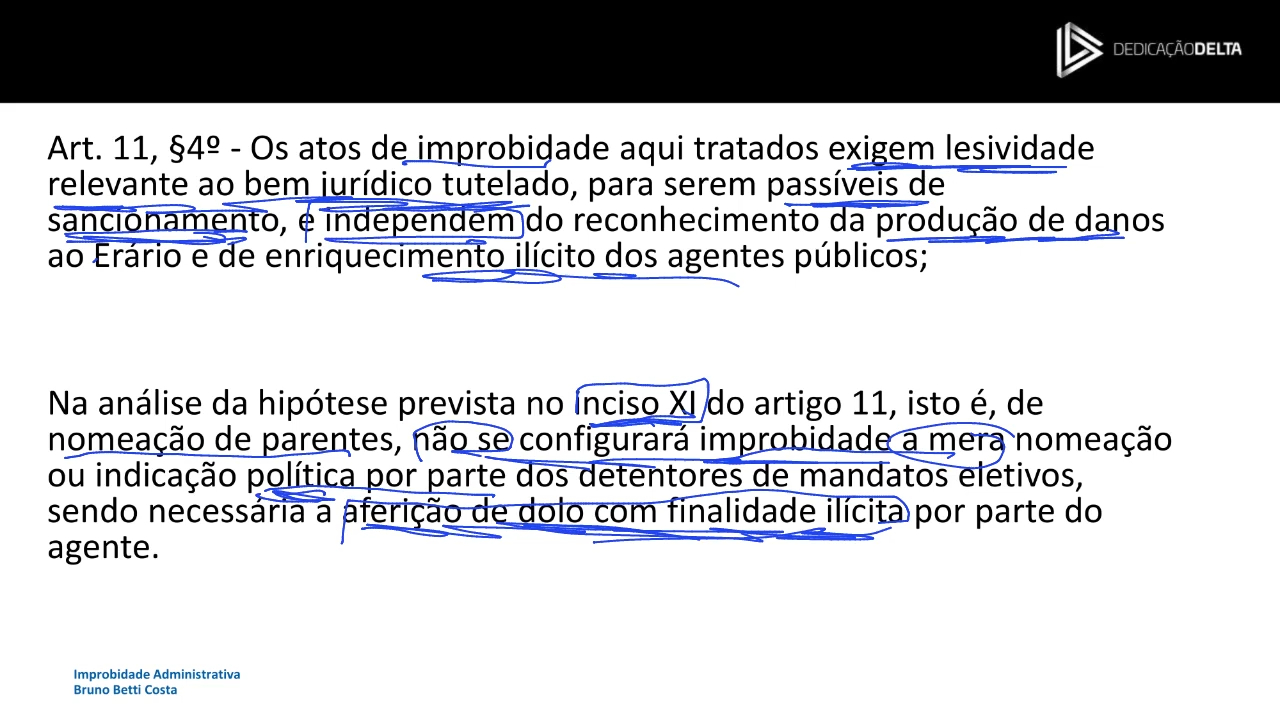 DEDICAÇÃODELTA
Art. 11, §4º - Os atos de improbidade aqui tratados exigem lesividade
relevante ao bem jurídico tutelado, para serem passíveis de
sancionamento, e independem do reconhecimento da produção de danos
ao Erário e de enriquecimento ilícito dos agentes públicos;
Na análise da hipótese prevista no inciso XI do artigo 11, isto é, de
nomeação de parentes, não se configurará improbidade a mera nomeação
ou indicação política por parte dos detentores de mandatos eletivos,
sendo necessária a aferição de dolo com finalidade ilícita por parte do
agente.
Improbidade Administrativa
Bruno Betti Costa